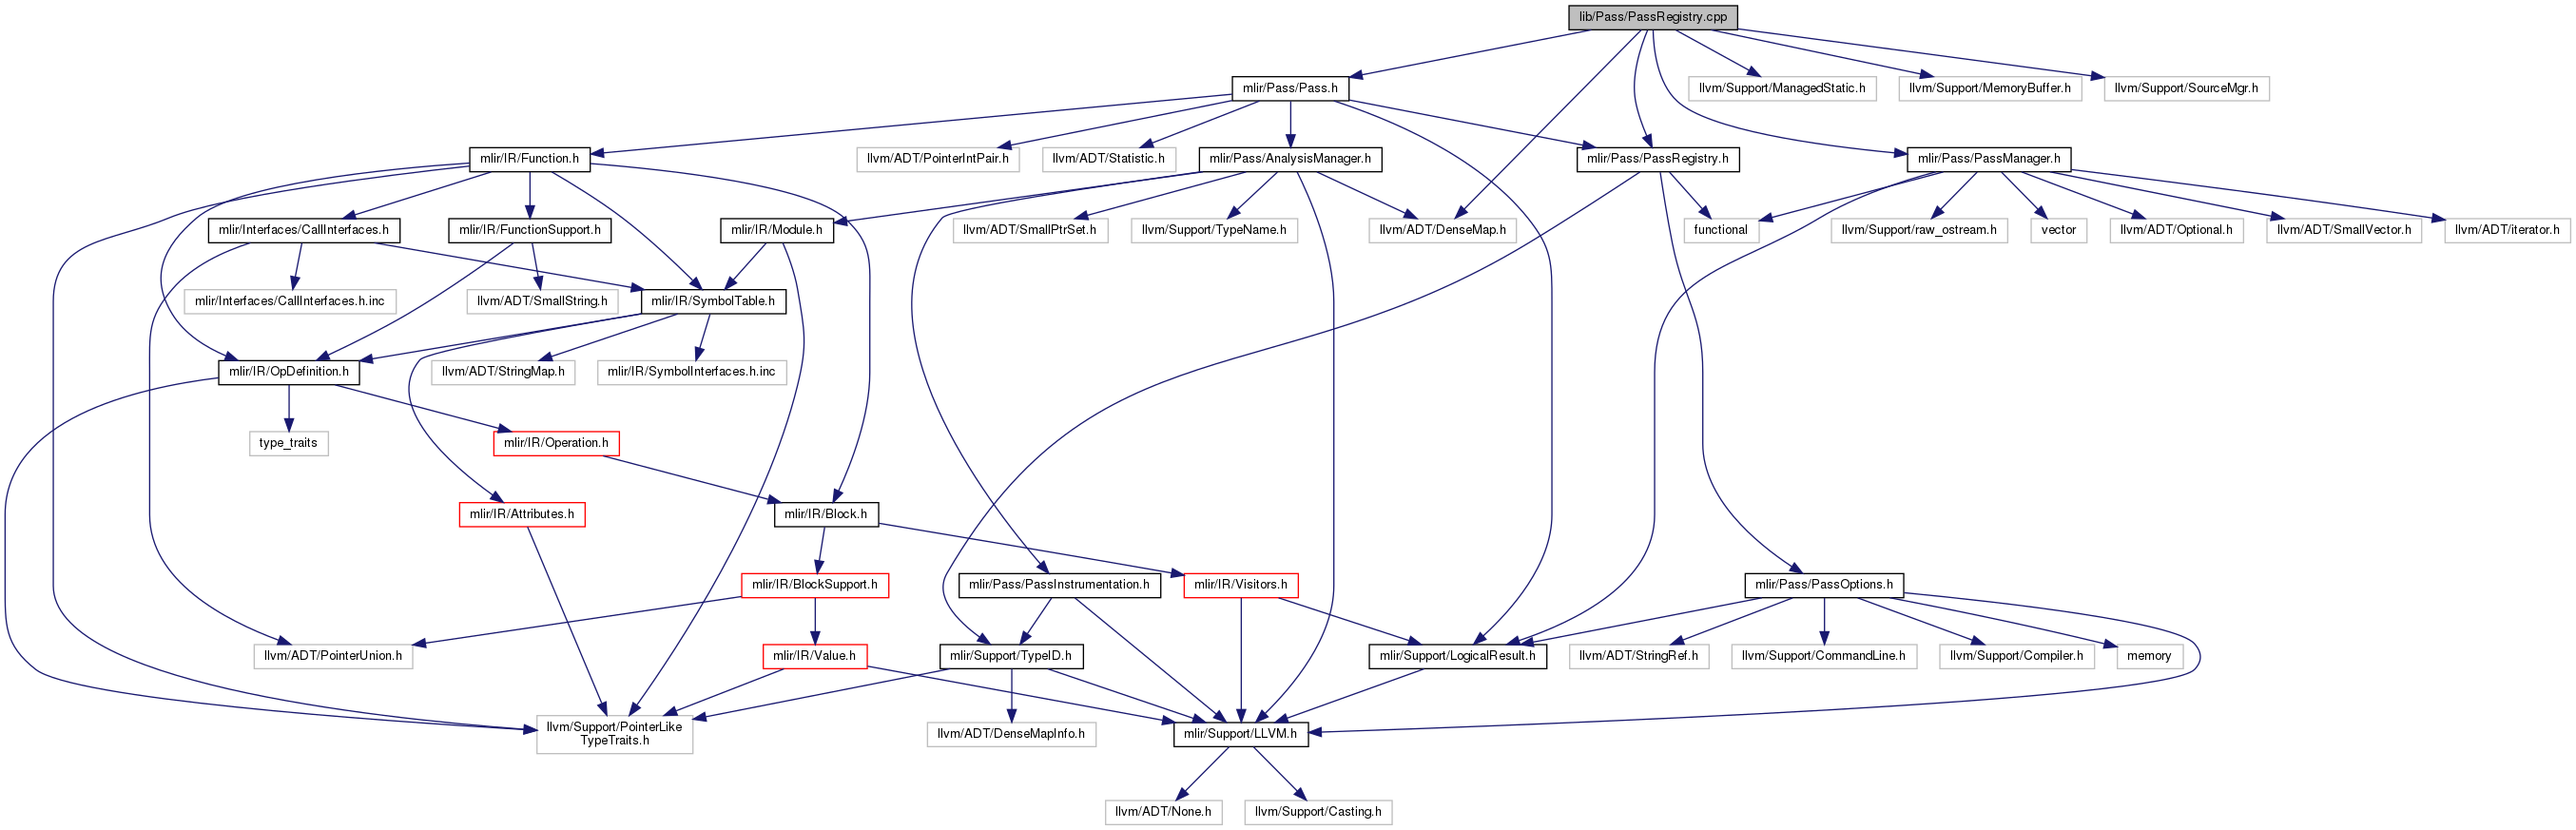 lib/Pass/PassRegistry.cpp
mlir/Pass/Pass.h
llvm/Support/ManagedStatic.h
llvm/Support/MemoryBuffer.h
llvm/Support/SourceMgr.h
mlir/IR/Function.h
llvm/ADT/PointerIntPair.h
llvm/ADT/Statistic.h
mlir/Pass/AnalysisManager.h
mlir/Pass/PassRegistry.h
mlir/Pass/PassManager.h
mlir/Interfaces/CallInterfaces.h
mlir/IR/FunctionSupport.h
mlir/IR/Module.h
llvm/ADT/SmallPtrSet.h
llvm/Support/TypeName.h
llvm/ADT/DenseMap.h
functional
llvm/Support/raw_ostream.h
vector
llvm/ADT/Optional.h
llvm/ADT/SmallVector.h
llvm/ADT/iterator.h
mlir/Interfaces/CallInterfaces.h.inc
llvm/ADT/SmallString.h
mlir/IR/SymbolTable.h
mlir/IR/OpDefinition.h
llvm/ADT/StringMap.h
mlir/IR/SymbolInterfaces.h.inc
type_traits
mlir/IR/Operation.h
mlir/IR/Attributes.h
mlir/IR/Block.h
mlir/IR/BlockSupport.h
mlir/Pass/PassInstrumentation.h
mlir/IR/Visitors.h
mlir/Pass/PassOptions.h
llvm/ADT/PointerUnion.h
mlir/IR/Value.h
mlir/Support/TypeID.h
mlir/Support/LogicalResult.h
llvm/ADT/StringRef.h
llvm/Support/CommandLine.h
llvm/Support/Compiler.h
memory
llvm/Support/PointerLike
TypeTraits.h
llvm/ADT/DenseMapInfo.h
mlir/Support/LLVM.h
llvm/ADT/None.h
llvm/Support/Casting.h